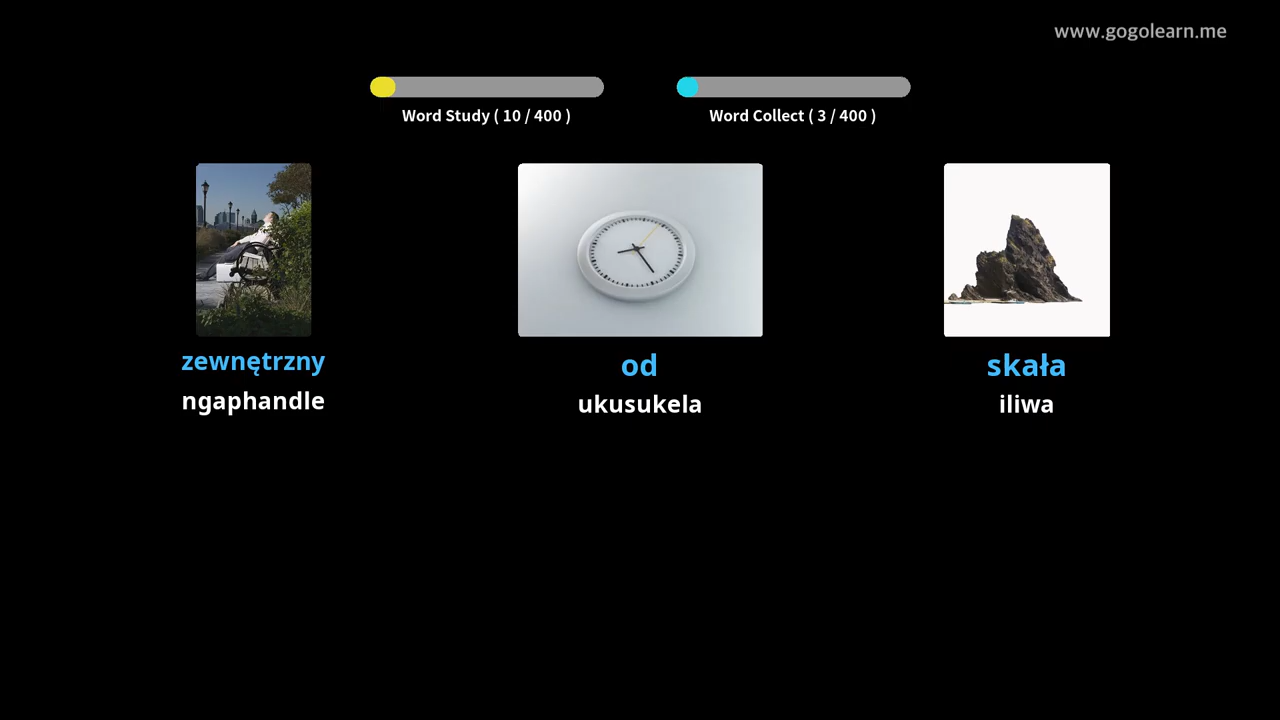 www.gogolearn.me
Word Study ( 10 / 400 )
Word Collect ( 3 / 400 )
zewnętrzny
ngaphandle
od
ukusukela
skała
iliwa